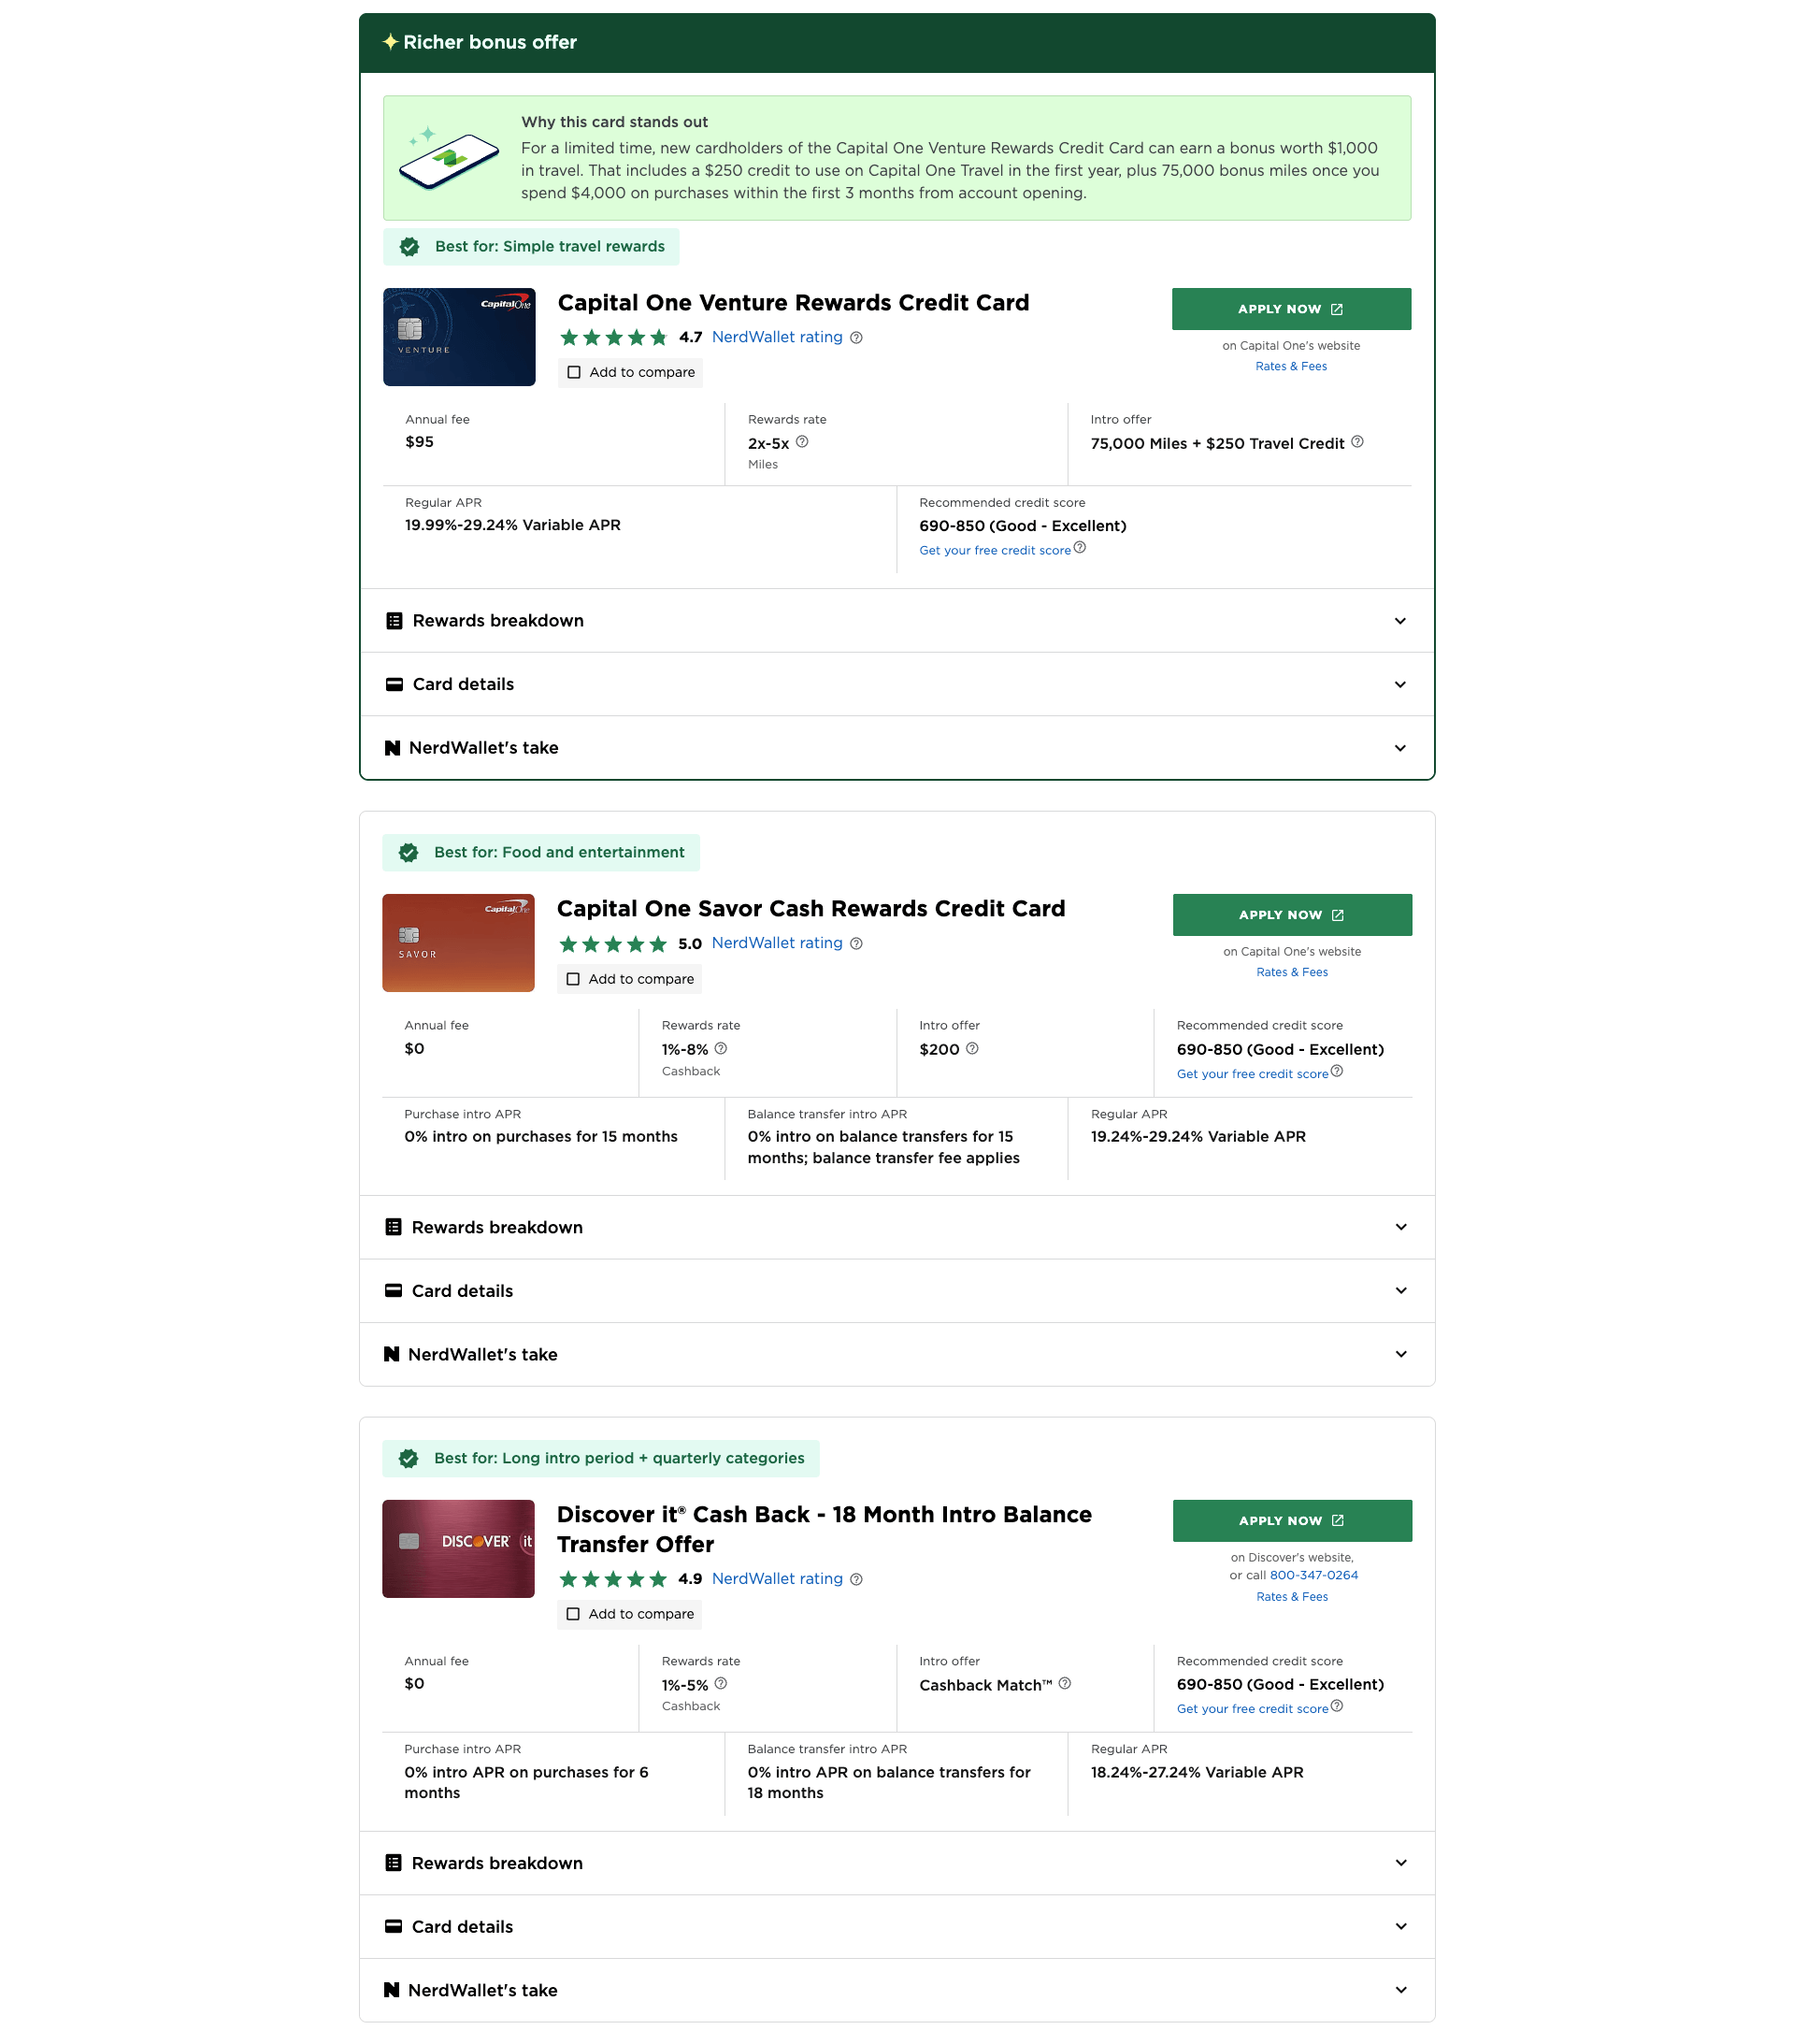 Richer bonus offer
Why this card stands out
For a limited time, new cardholders of the Capital One Venture Rewards Credit Card can earn a bonus worth $1,000
in travel. That includes a $250 credit to use on Capital One Travel in the first year, plus 75,000 bonus miles once you
spend $4,000 on purchases within the first 3 months from account opening.
Best for: Simple travel rewards
Capital One
VENTURE
Capital One Venture Rewards Credit Card
4.7 NerdWallet rating
Add to compare
APPLY NOW
on Capital One's website
Rates & Fees
Annual fee
$95
Rewards rate
2x-5x
Miles
Intro offer
75,000 Miles + $250 Travel Credit
Regular APR
19.99%-29.24% Variable APR
Recommended credit score
690-850 (Good - Excellent)
Get your free credit score
Rewards breakdown
Card details
NerdWallet's take
Best for: Food and entertainment
Capital One
SAVOR
Capital One Savor Cash Rewards Credit Card
5.0 NerdWallet rating
Add to compare
APPLY NOW
on Capital One's website
Rates & Fees
Annual fee
$0
Rewards rate
1%-8%
Cashback
Intro offer
$200
Recommended credit score
690-850 (Good - Excellent)
Get your free credit score
Purchase intro APR
0% intro on purchases for 15 months
Balance transfer intro APR
0% intro on balance transfers for 15
months; balance transfer fee applies
Regular APR
19.24%-29.24% Variable APR
Rewards breakdown
Card details
NerdWallet's take
Best for: Long intro period + quarterly categories
DISCOVER it
Discover it® Cash Back - 18 Month Intro Balance
Transfer Offer
4.9 NerdWallet rating
Add to compare
APPLY NOW
on Discover's website,
or call 800-347-0264
Rates & Fees
Annual fee
$0
Rewards rate
1%-5%
Cashback
Intro offer
Cashback Match™
Recommended credit score
690-850 (Good - Excellent)
Get your free credit score
Purchase intro APR
0% intro APR on purchases for 6
months
Balance transfer intro APR
0% intro APR on balance transfers for
18 months
Regular APR
18.24%-27.24% Variable APR
Rewards breakdown
Card details
NerdWallet's take